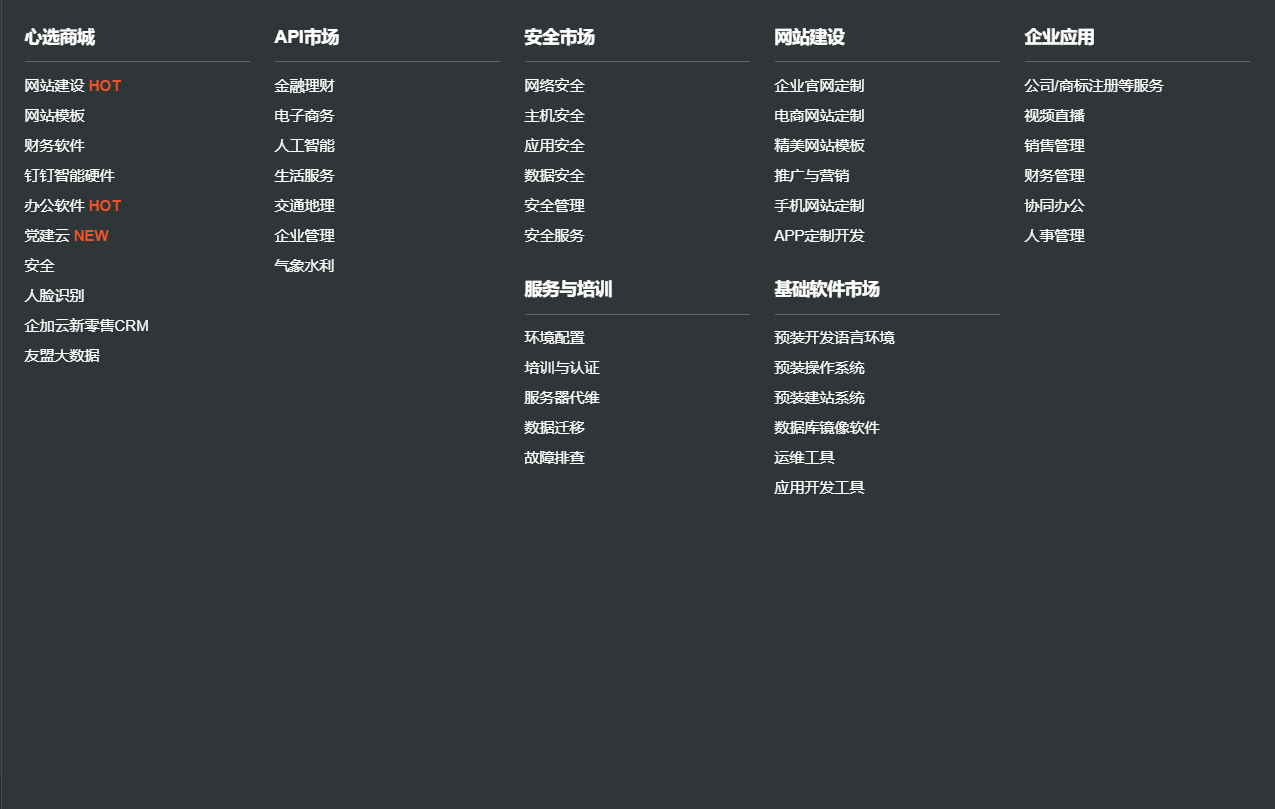 心选商城
网站建设 HOT
网站模板
财务软件
钉钉智能硬件
办公软件 HOT
党建云 NEW
安全
人脸识别
企加云新零售CRM
友盟大数据
API市场
金融理财
电子商务
人工智能
生活服务
交通地理
企业管理
气象水利
安全市场
网络安全
主机安全
应用安全
数据安全
安全管理
安全服务
服务与培训
环境配置
培训与认证
服务器代维
数据迁移
故障排查
网站建设
企业官网定制
电商网站定制
精美网站模板
推广与营销
手机网站定制
APP定制开发
基础软件市场
预装开发语言环境
预装操作系统
预装建站系统
数据库镜像软件
运维工具
应用开发工具
企业应用
公司/商标注册等服务
视频直播
销售管理
财务管理
协同办公
人事管理